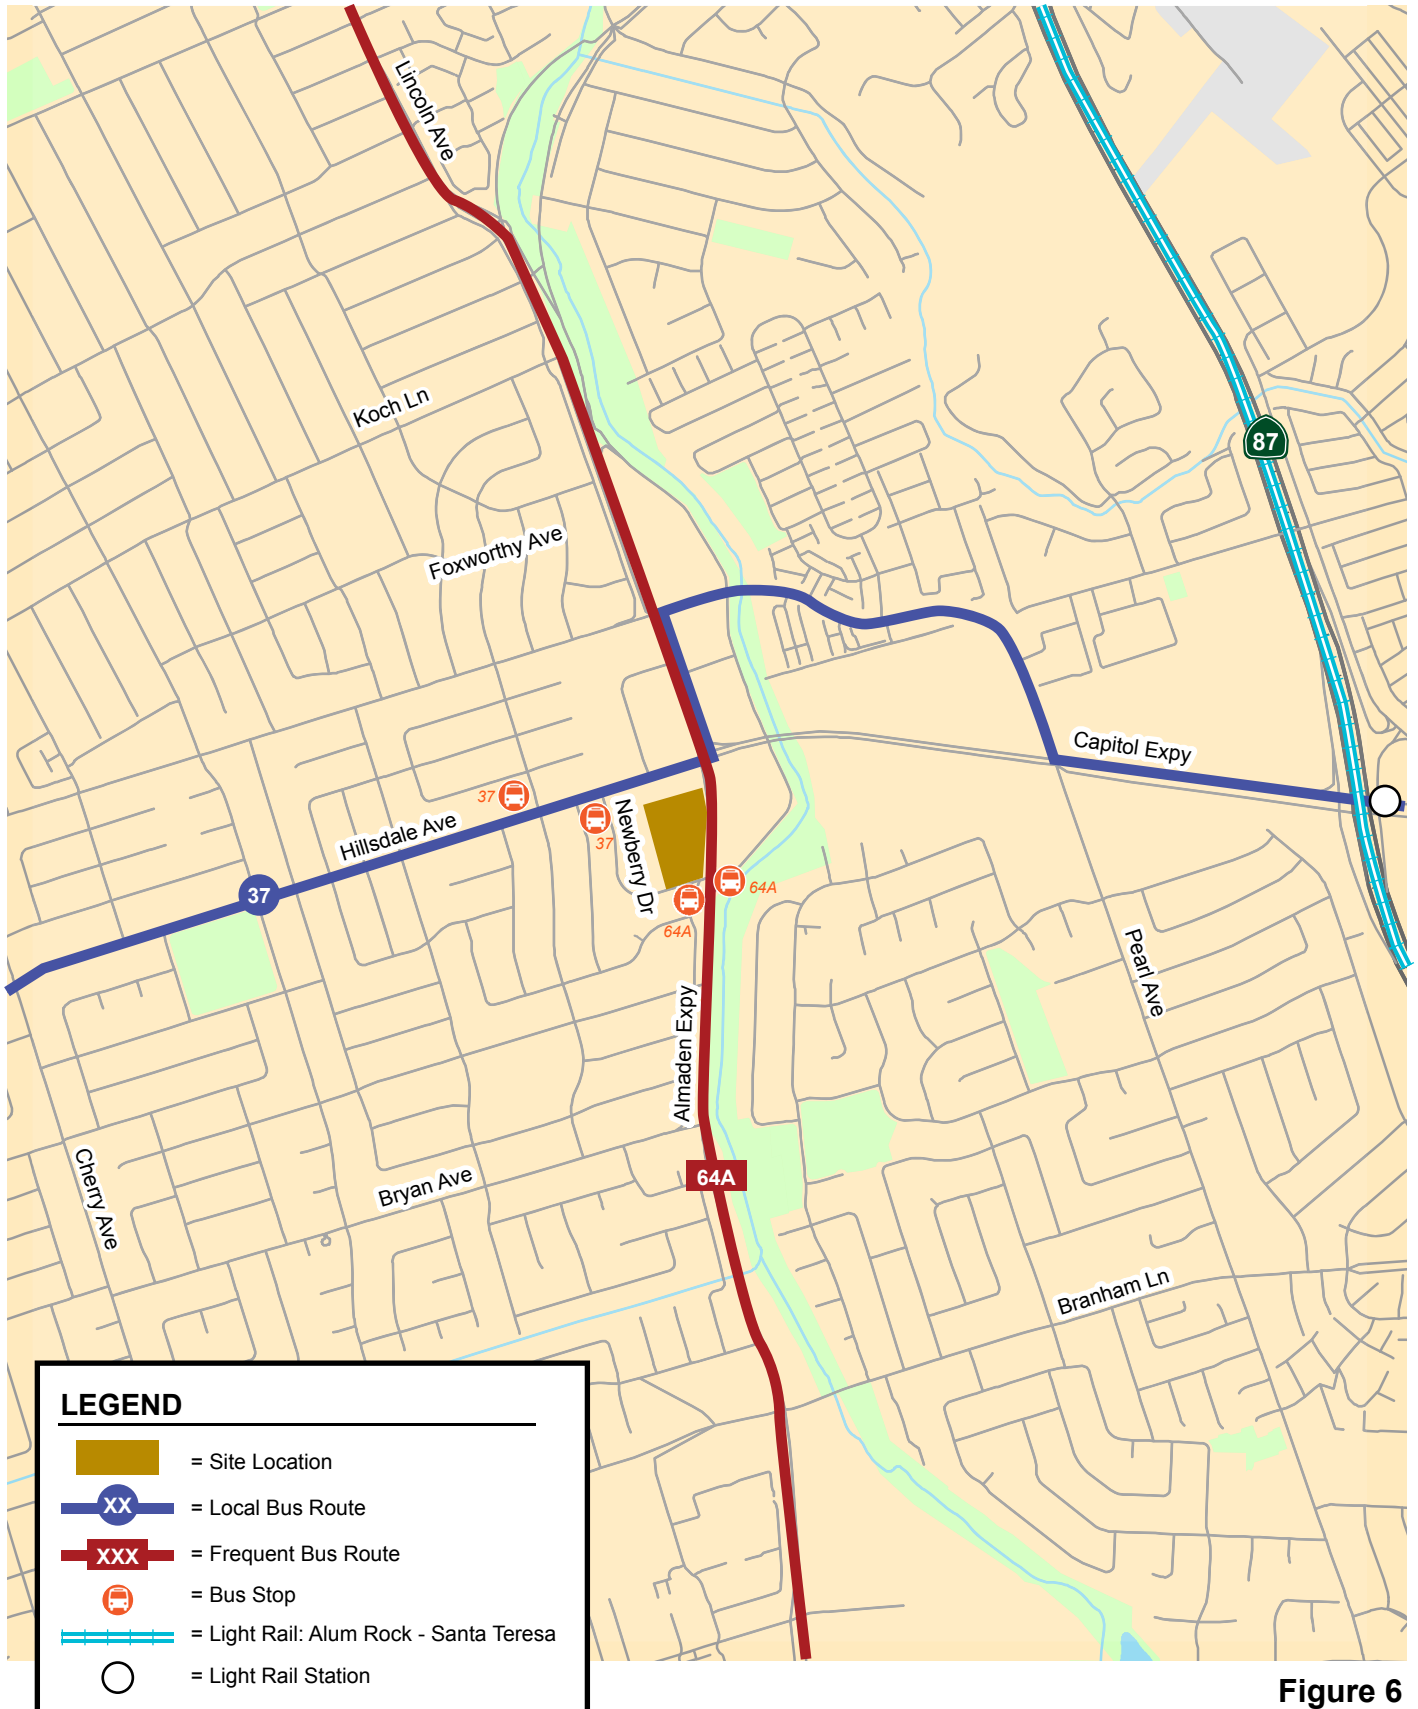 Lincoln Ave
Koch Ln
87
Foxworthy Ave
Capitol Expy
37
Hillsdale Ave
37
Newberry Dr
37
64A
64A
Pearl Ave
Almaden Expy
Cherry Ave
Bryan Ave
64A
Branham Ln
LEGEND
= Site Location
XX = Local Bus Route
XXX = Frequent Bus Route
= Bus Stop
= Light Rail: Alum Rock - Santa Teresa
= Light Rail Station
Figure 6